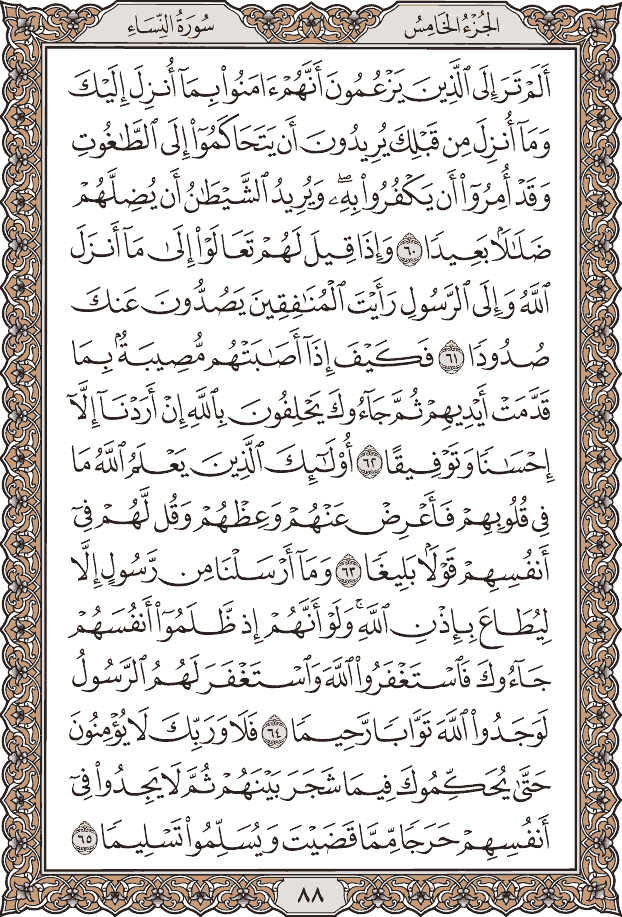 الجُزْءُ الخَامِسُ
سُورَةُ النِّسَاءِ
أَلَمْ تَرَ إِلَى ٱلَّذِينَ يَزْعُمُونَ أَنَّهُمْ ءَامَنُوا۟ بِمَآ أُنزِلَ إِلَيْكَ
وَمَآ أُنزِلَ مِن قَبْلِكَ يُرِيدُونَ أَن يَتَحَاكَمُوٓا۟ إِلَى ٱلطَّٰغُوتِ
وَقَدْ أُمِرُوٓا۟ أَن يَكْفُرُوا۟ بِهِۦۖ وَيُرِيدُ ٱلشَّيْطَٰنُ أَن يُضِلَّهُمْ
ضَلَٰلًۢا بَعِيدًا ٦٠ وَإِذَا قِيلَ لَهُمْ تَعَالَوْا۟ إِلَىٰ مَآ أَنزَلَ
ٱللَّهُ وَإِلَى ٱلرَّسُولِ رَأَيْتَ ٱلْمُنَٰفِقِينَ يَصُدُّونَ عَنكَ
صُدُودًا ٦١ فَكَيْفَ إِذَآ أَصَٰبَتْهُم مُّصِيبَةٌۢ بِمَا
قَدَّمَتْ أَيْدِيهِمْ ثُمَّ جَآءُوكَ يَحْلِفُونَ بِٱللَّهِ إِنْ أَرَدْنَآ إِلَّآ
إِحْسَٰنًا وَتَوْفِيقًا ٦٢ أُو۟لَٰٓئِكَ ٱلَّذِينَ يَعْلَمُ ٱللَّهُ مَا
فِى قُلُوبِهِمْ فَأَعْرِضْ عَنْهُمْ وَعِظْهُمْ وَقُل لَّهُمْ فِىٓ
أَنفُسِهِمْ قَوْلًۢا بَلِيغًا ٦٣ وَمَآ أَرْسَلْنَا مِن رَّسُولٍ إِلَّا
لِيُطَاعَ بِإِذْنِ ٱللَّهِۚ وَلَوْ أَنَّهُمْ إِذ ظَّلَمُوٓا۟ أَنفُسَهُمْ
جَآءُوكَ فَٱسْتَغْفَرُوا۟ ٱللَّهَ وَٱسْتَغْفَرَ لَهُمُ ٱلرَّسُولُ
لَوَجَدُوا۟ ٱللَّهَ تَوَّابًا رَّحِيمًا ٦٤ فَلَا وَرَبِّكَ لَا يُؤْمِنُونَ
حَتَّىٰ يُحَكِّمُوكَ فِيمَا شَجَرَ بَيْنَهُمْ ثُمَّ لَا يَجِدُوا۟ فِىٓ
أَنفُسِهِمْ حَرَجًا مِّمَّا قَضَيْتَ وَيُسَلِّمُوا۟ تَسْلِيمًا ٦٥
٨٨